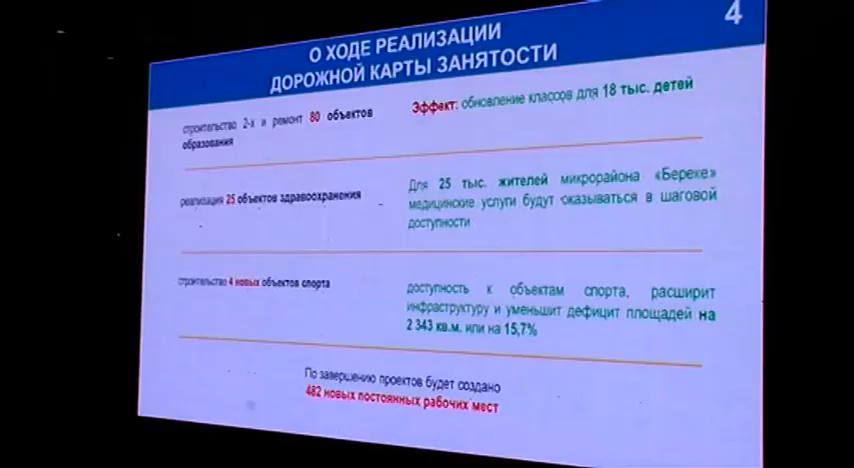 4
О ХОДЕ РЕАЛИЗАЦИИ
ДОРОЖНОЙ КАРТЫ ЗАНЯТОСТИ
строительство 2-х и ремонт 80 объектов
образования
Эффект: обновление классов для 18 тыс. детей
реализация 25 объектов здравоохранения
Для 25 тыс. жителей микрорайона «Береке»
медицинские услуги будут оказываться в шаговой
доступности
строительство 4 новых объектов спорта
доступность к объектам спорта, расширит
инфраструктуру и уменьшит дефицит площадей на
2 343 кв.м. или на 15,7%
По завершению проектов будет создано
482 новых постоянных рабочих мест